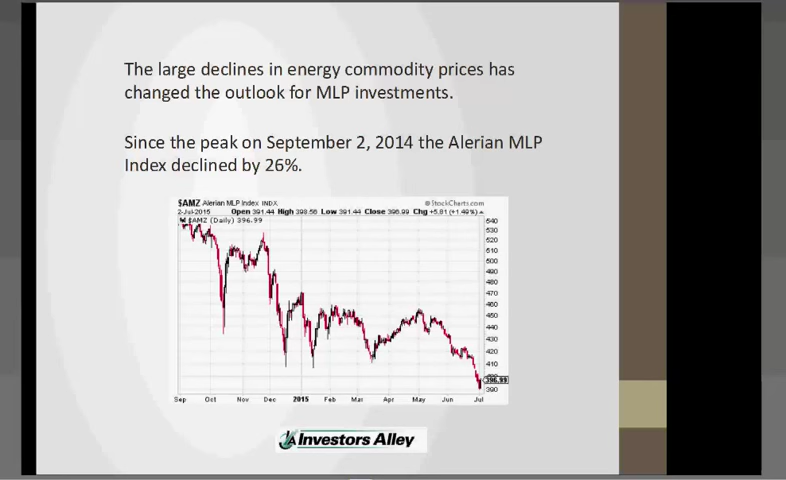 The large declines in energy commodity prices has
changed the outlook for MLP investments.
Since the peak on September 2, 2014 the Alerian MLP
Index declined by 26%.
$AMZ Alerian MLP Index INDX @StockCharts.com
2-Jul-2015 Open 391.44 High 398.56 Low 391.44 Close 396.99 Chg +5.81 (+1.49%)
$AMZ (Daily) 396.99
540
530
520
510
500
490
480
470
460
450
440
430
420
410
396.99
390
Sep Oct Nov Dec 2015 Feb Mar Apr May Jun Jul
Investors Alley